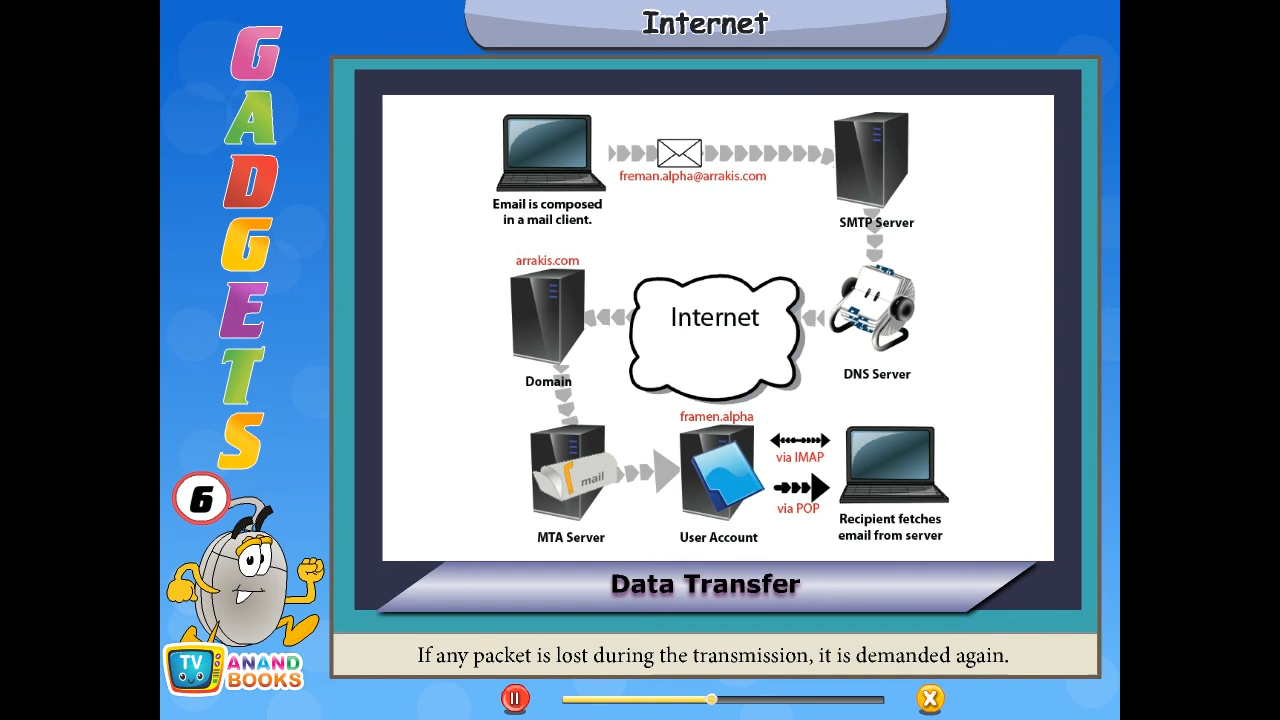 Internet
GADGETS
6
freman.alpha@arrakis.com
Email is composed
in a mail client.
SMTP Server
arrakis.com
Internet
Domain
DNS Server
framen.alpha
via IMAP
mail
via POP
MTA Server
User Account
Recipient fetches
email from server
Data Transfer
If any packet is lost during the transmission, it is demanded again.
TV
ANAND
BOOKS